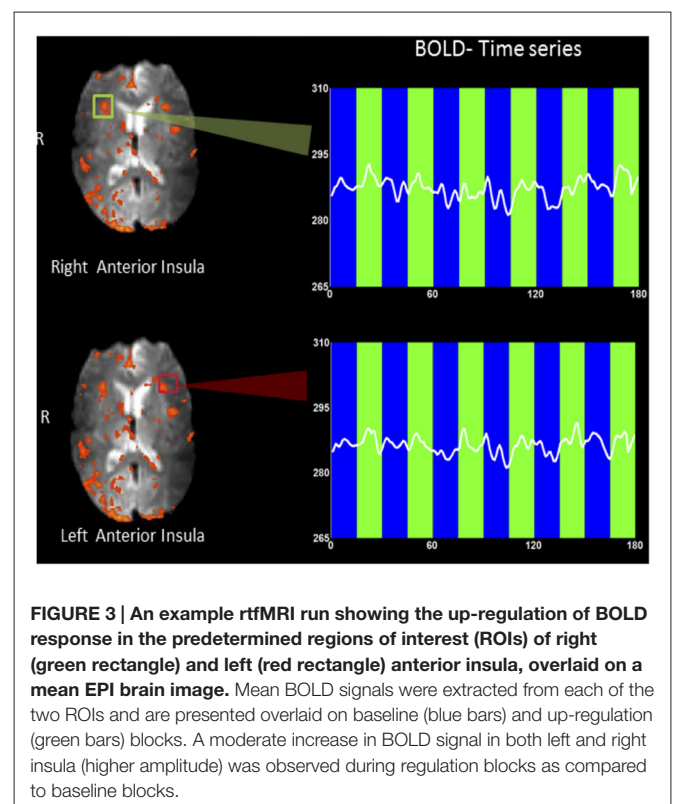 BOLD- Time series
310
295
280
265
0
60
120
180
R
Right Anterior Insula
310
295
280
265
0
60
120
180
R
Left Anterior Insula
FIGURE 3 | An example rtfMRI run showing the up-regulation of BOLD
response in the predetermined regions of interest (ROIs) of right
(green rectangle) and left (red rectangle) anterior insula, overlaid on a
mean EPI brain image. Mean BOLD signals were extracted from each of the
two ROIs and are presented overlaid on baseline (blue bars) and up-regulation
(green bars) blocks. A moderate increase in BOLD signal in both left and right
insula (higher amplitude) was observed during regulation blocks as compared
to baseline blocks.